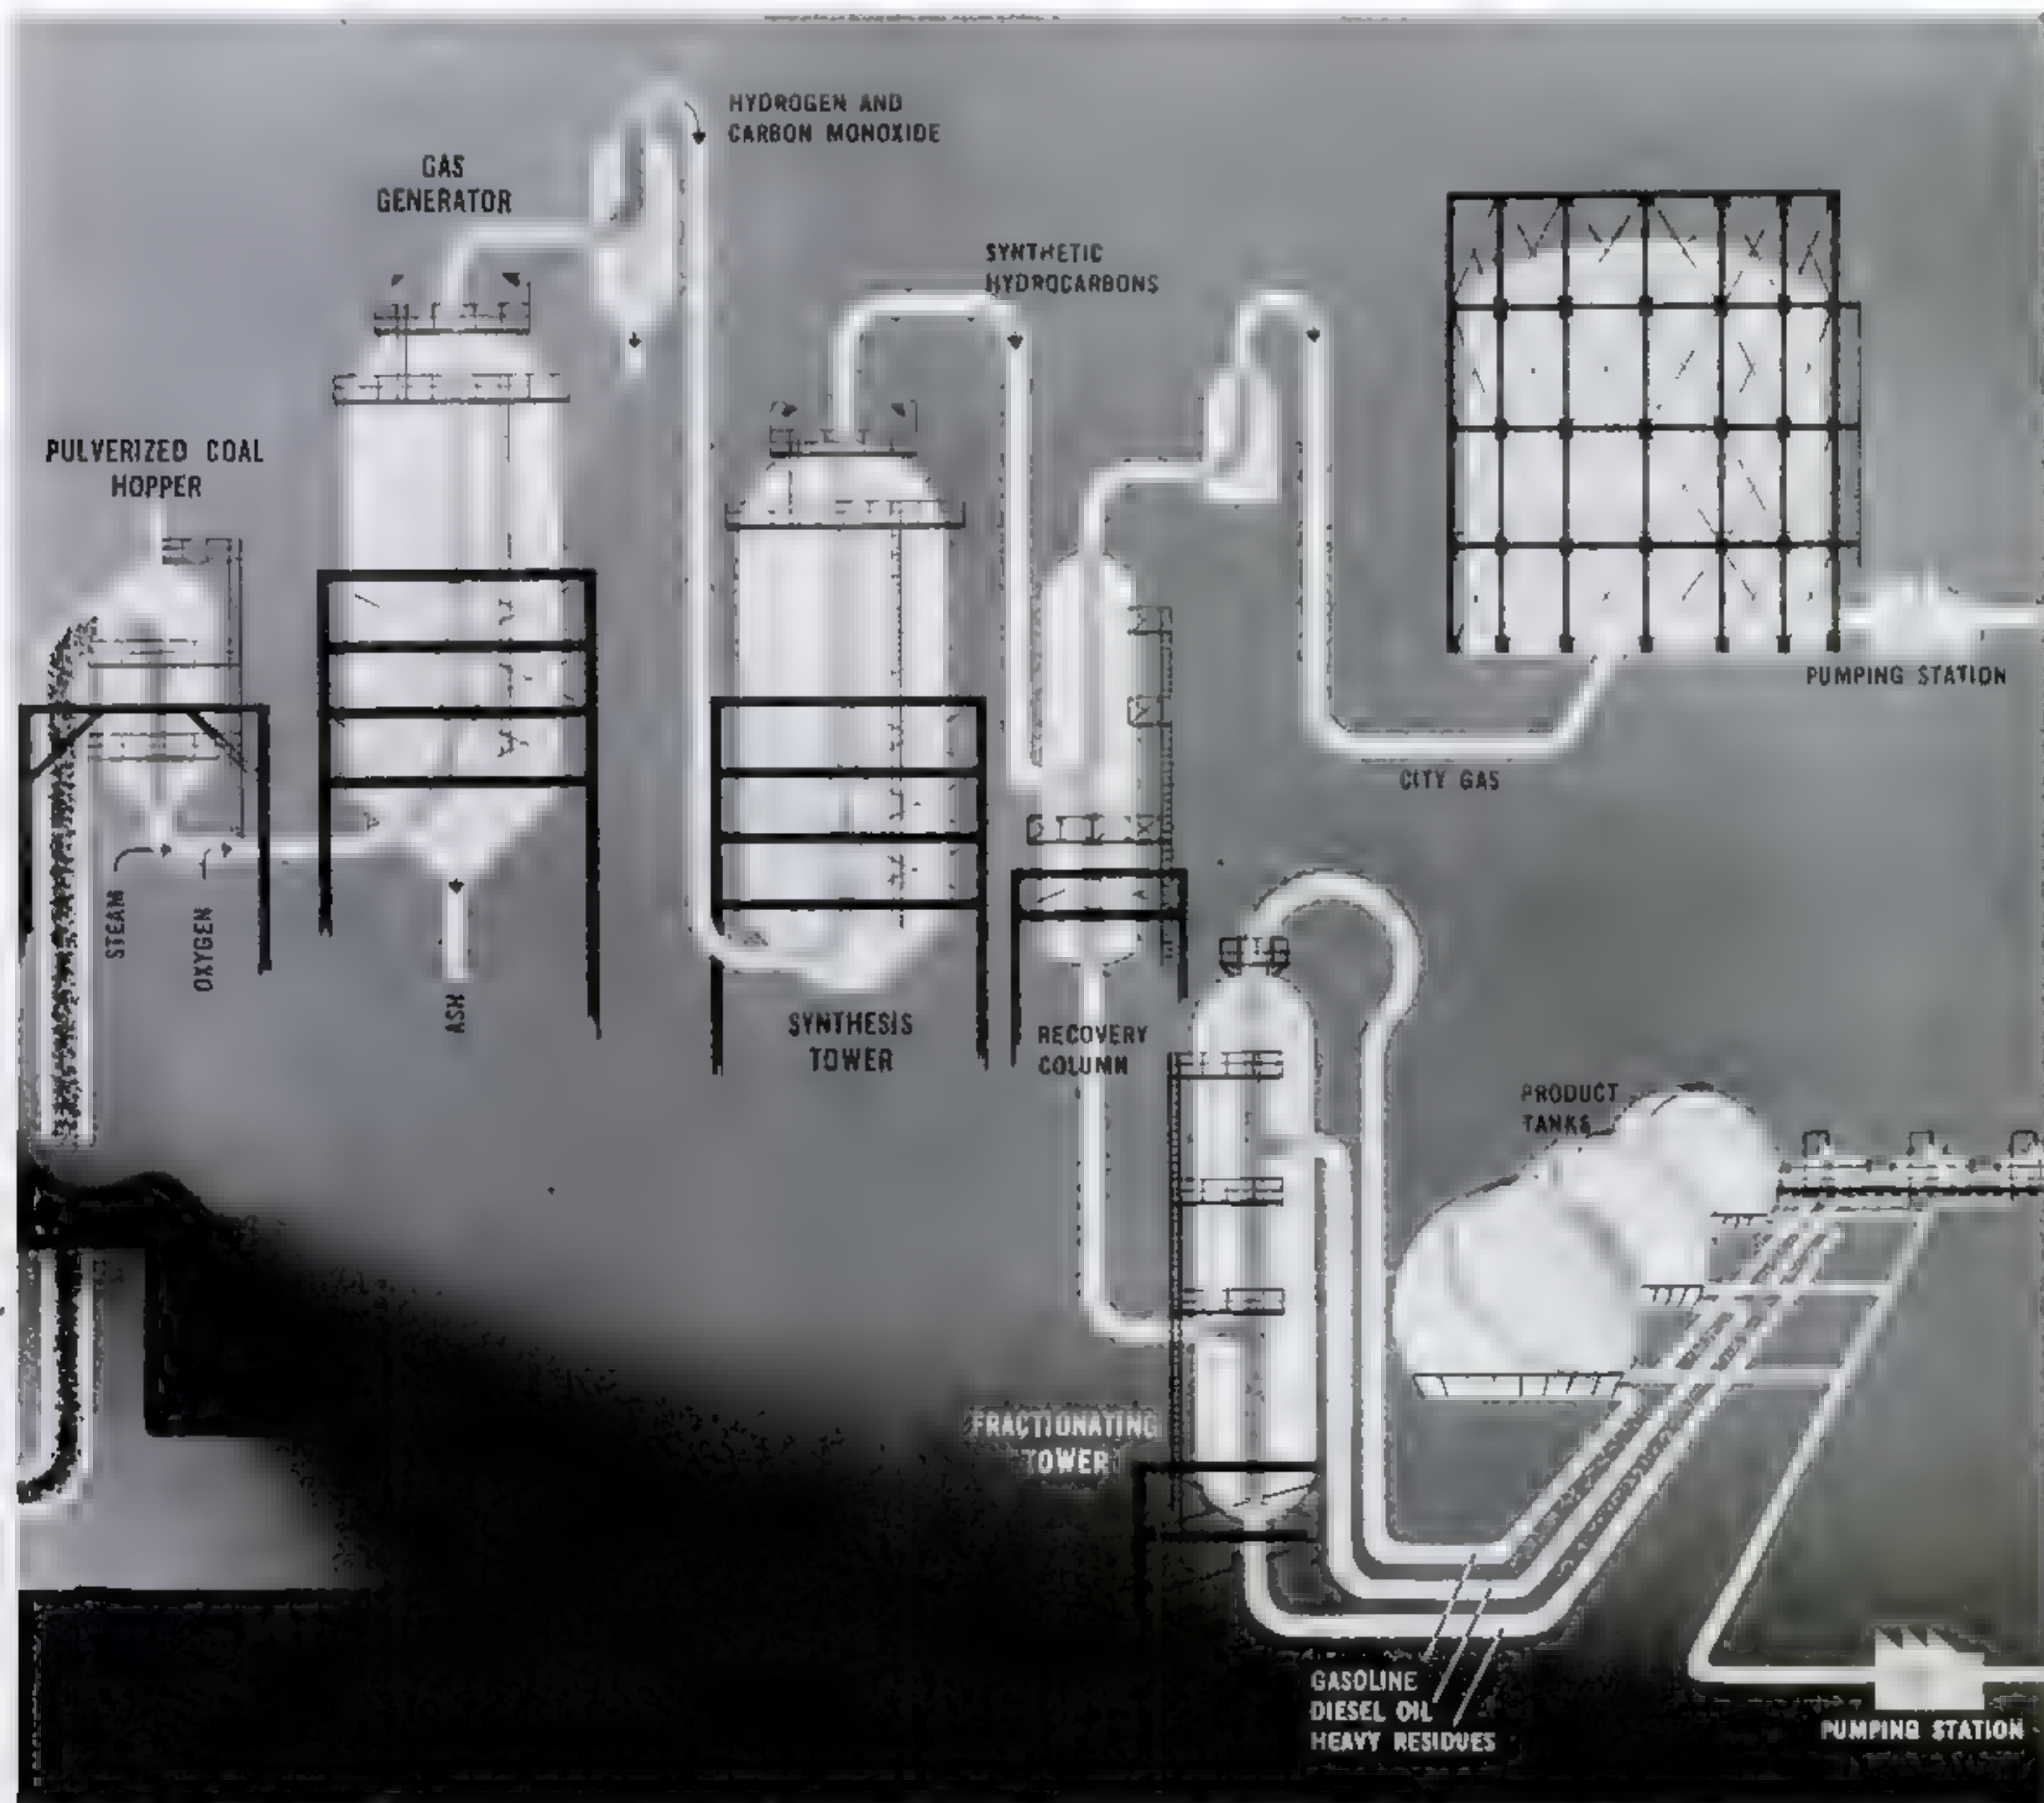 HYDROGEN AND
CARBON MONOXIDE
GAS
GENERATOR
SYNTHETIC
HYDROCARBONS
PULVERIZED COAL
HOPPER
PUMPING STATION
CITY GAS
STEAM
OXYGEN
ASH
SYNTHESIS
TOWER
RECOVERY
COLUMN
PRODUCT
TANKS
FRACTIONATING
TOWER
GASOLINE
DIESEL OIL
HEAVY RESIDUES
PUMPING STATION